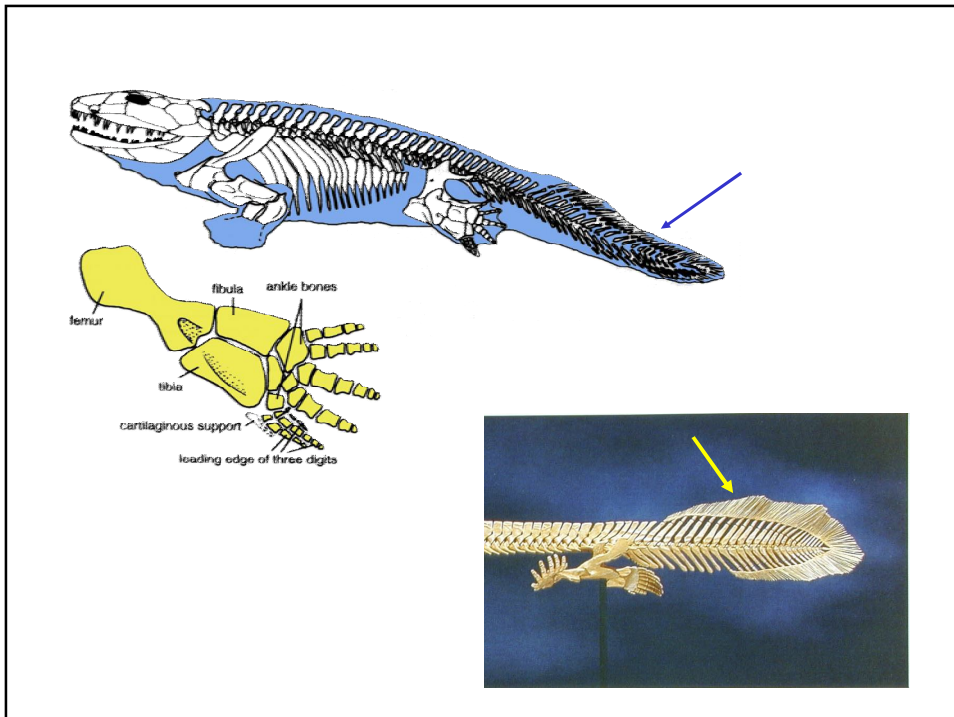 fibula
ankle bones
femur
tibia
cartilaginous support
leading edge of three digits